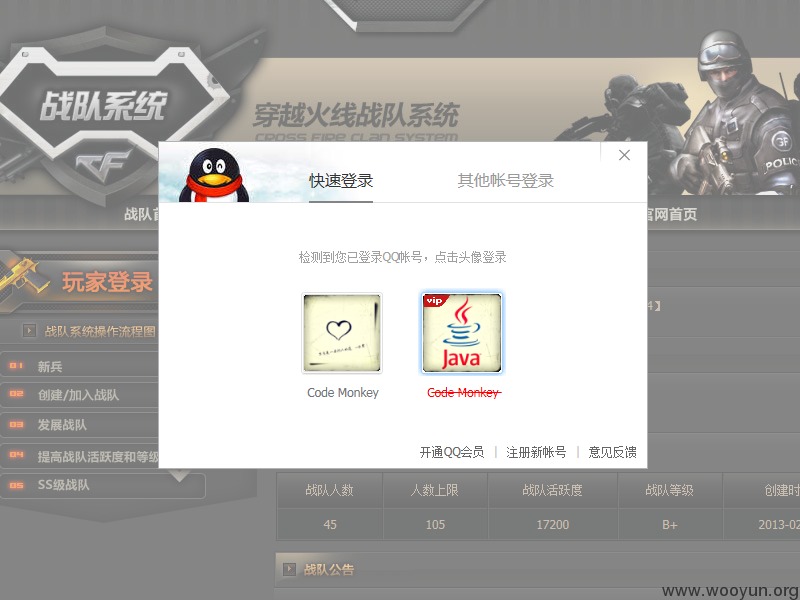 战队系统
穿越火线战队系统
CROSS FIRE CLAN SYSTEM
CF
POLIC
战队首
官网首页
快速登录
其他帐号登录
检测到您已登录QQ帐号，点击头像登录
玩家登录
4】
vip
Java
战队系统操作流程图
01 新兵
02 创建/加入战队
03 发展战队
04 提高战队活跃度和等级
05 SS级战队
Code Monkey
Code Monkey
开通QQ会员 | 注册新帐号 | 意见反馈
战队人数 人数上限 战队活跃度 战队等级 创建时
45 105 17200 B+ 2013-02
战队公告
www.wooyun.org